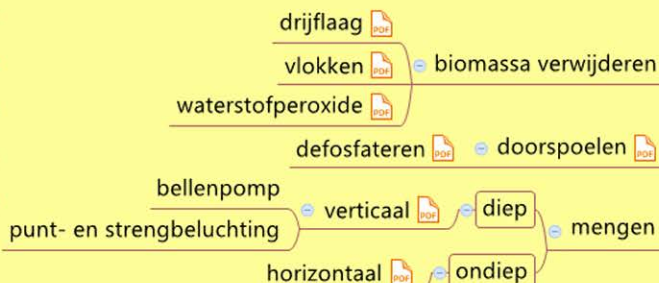 drijflaag
vlokken
biomassa verwijderen
waterstofperoxide
defosfateren
doorspoelen
bellenpomp
verticaal
diep
punt- en strengbeluchting
mengen
horizontaal
ondiep